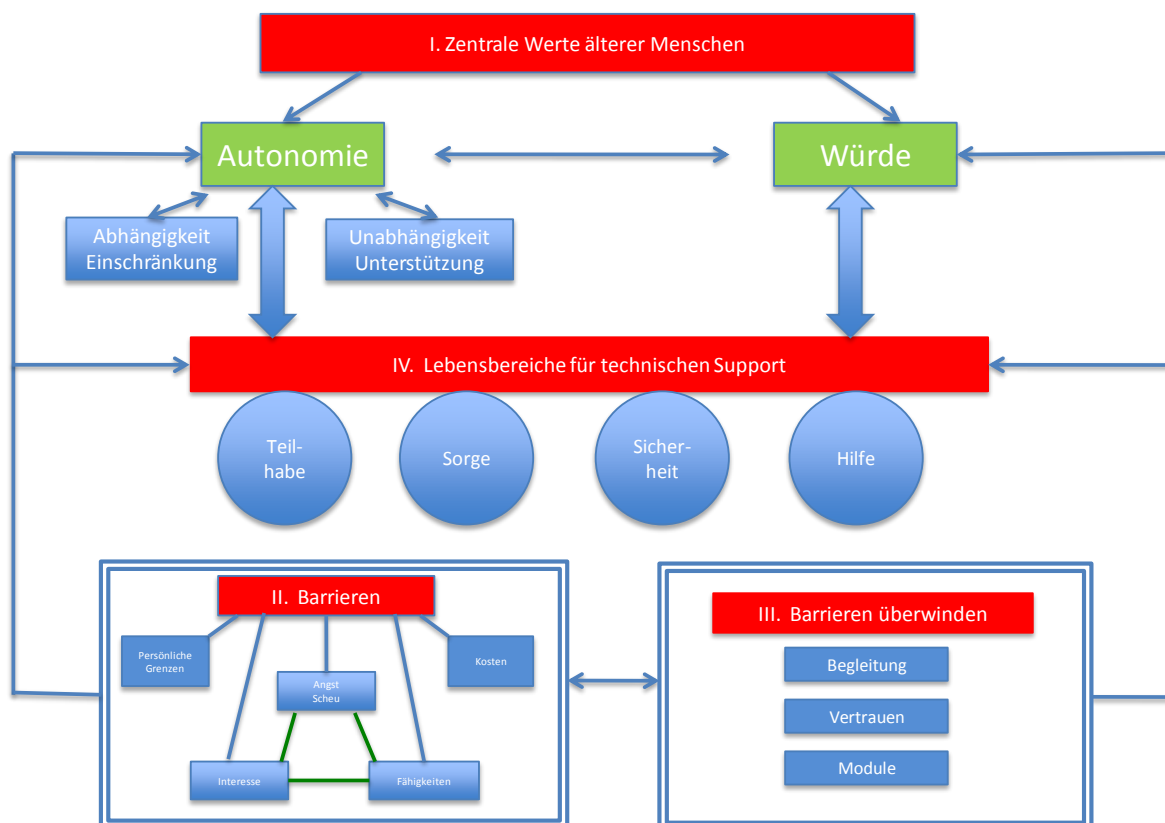 I. Zentrale Werte älterer Menschen
Autonomie
Würde
Abhängigkeit
Einschränkung
Unabhängigkeit
Unterstützung
IV. Lebensbereiche für technischen Support
Teil-
habe
Sorge
Sicher-
heit
Hilfe
II. Barrieren
Persönliche
Grenzen
Kosten
Angst
Scheu
Interesse
Fähigkeiten
III. Barrieren überwinden
Begleitung
Vertrauen
Module